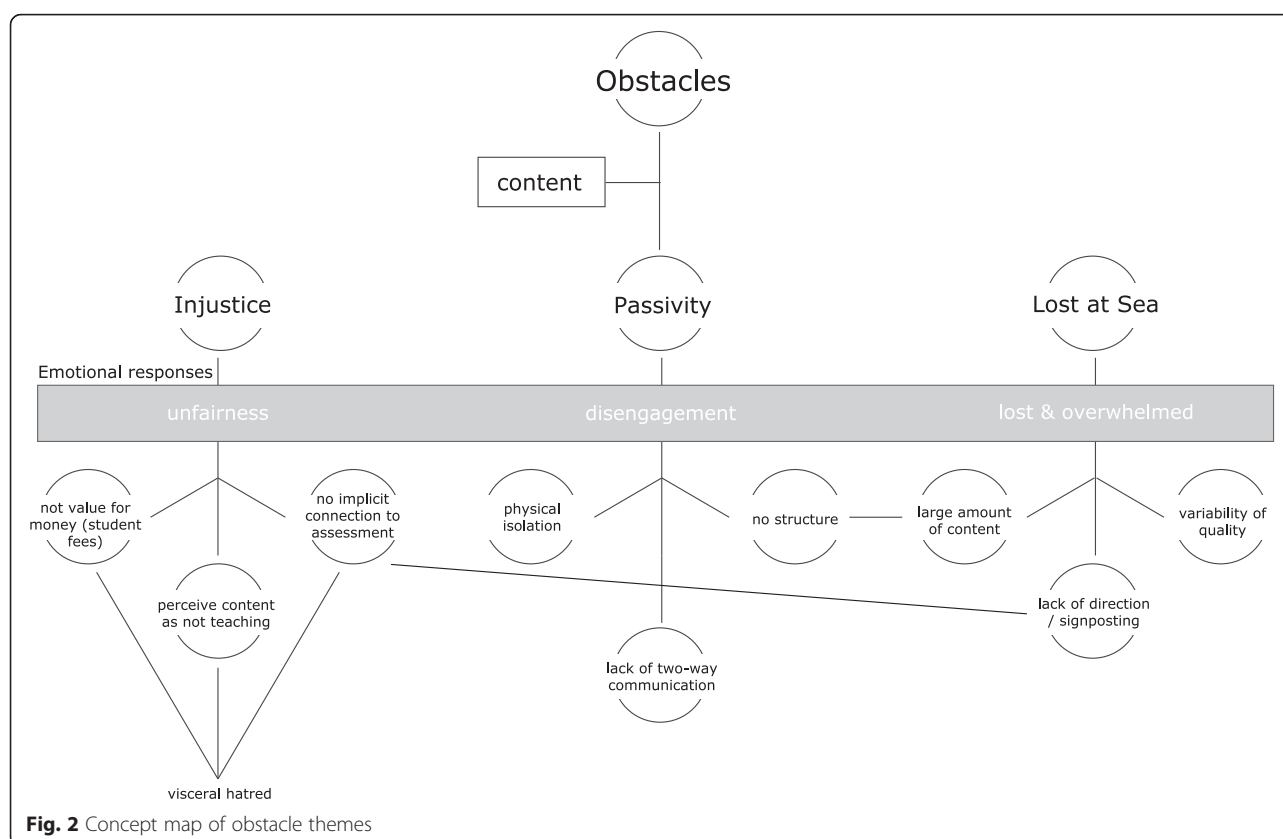 Obstacles
content
Injustice
Passivity
Lost at Sea
Emotional responses
unfairness
disengagement
lost & overwhelmed
not value for
money (student
fees)
no implicit
connection to
assessment
physical
isolation
no structure
large amount
of content
variability of
quality
perceive content
as not teaching
lack of direction
/ signposting
lack of two-way
communication
visceral hatred
Fig. 2 Concept map of obstacle themes